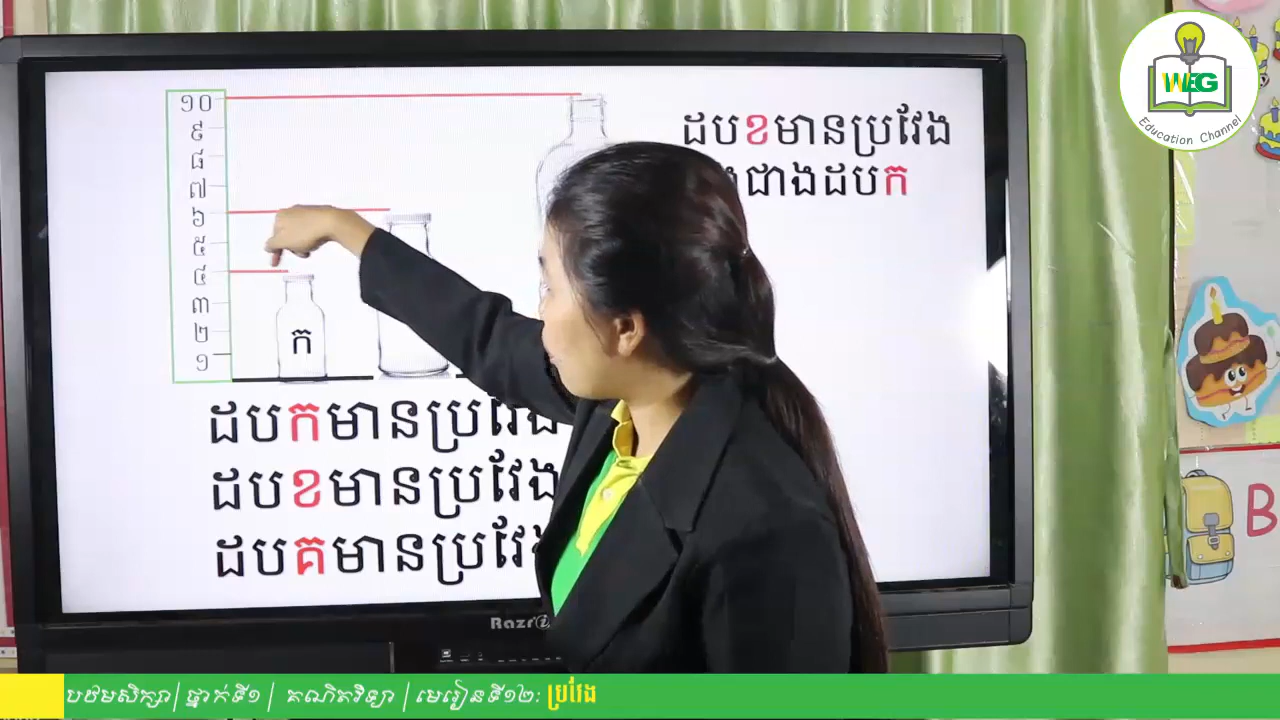 ១០
៩
៨
៧
៦
៥
៤
៣
២
១
ក
ដបខមានប្រវែង
ជាងដបក
ដបកមានប្រវែង
ដបខមានប្រវែង
ដបគមានប្រវែង
WEG
Education Channel
B
បឋមសិក្សា| ថ្នាក់ទី១ | គណិតវិទ្យា | មេរៀនទី១២: ប្រវែង